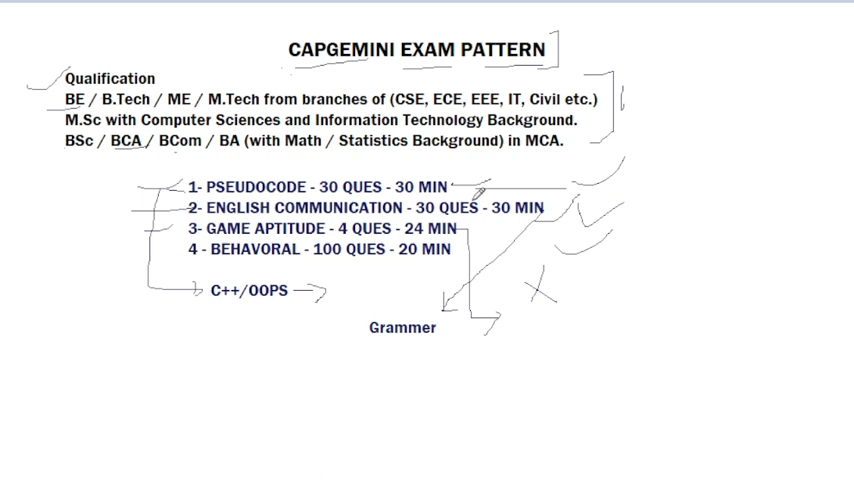 CAPGEMINI EXAM PATTERN
Qualification
BE / B.Tech / ME / M.Tech from branches of (CSE, ECE, EEE, IT, Civil etc.)
M.Sc with Computer Sciences and Information Technology Background.
BSc / BCA / BCom / BA (with Math / Statistics Background) in MCA.
1- PSEUDOCODE - 30 QUES - 30 MIN
2- ENGLISH COMMUNICATION - 30 QUES - 30 MIN
3- GAME APTITUDE - 4 QUES - 24 MIN
4 - BEHAVORAL - 100 QUES - 20 MIN
C++/OOPS
Grammer